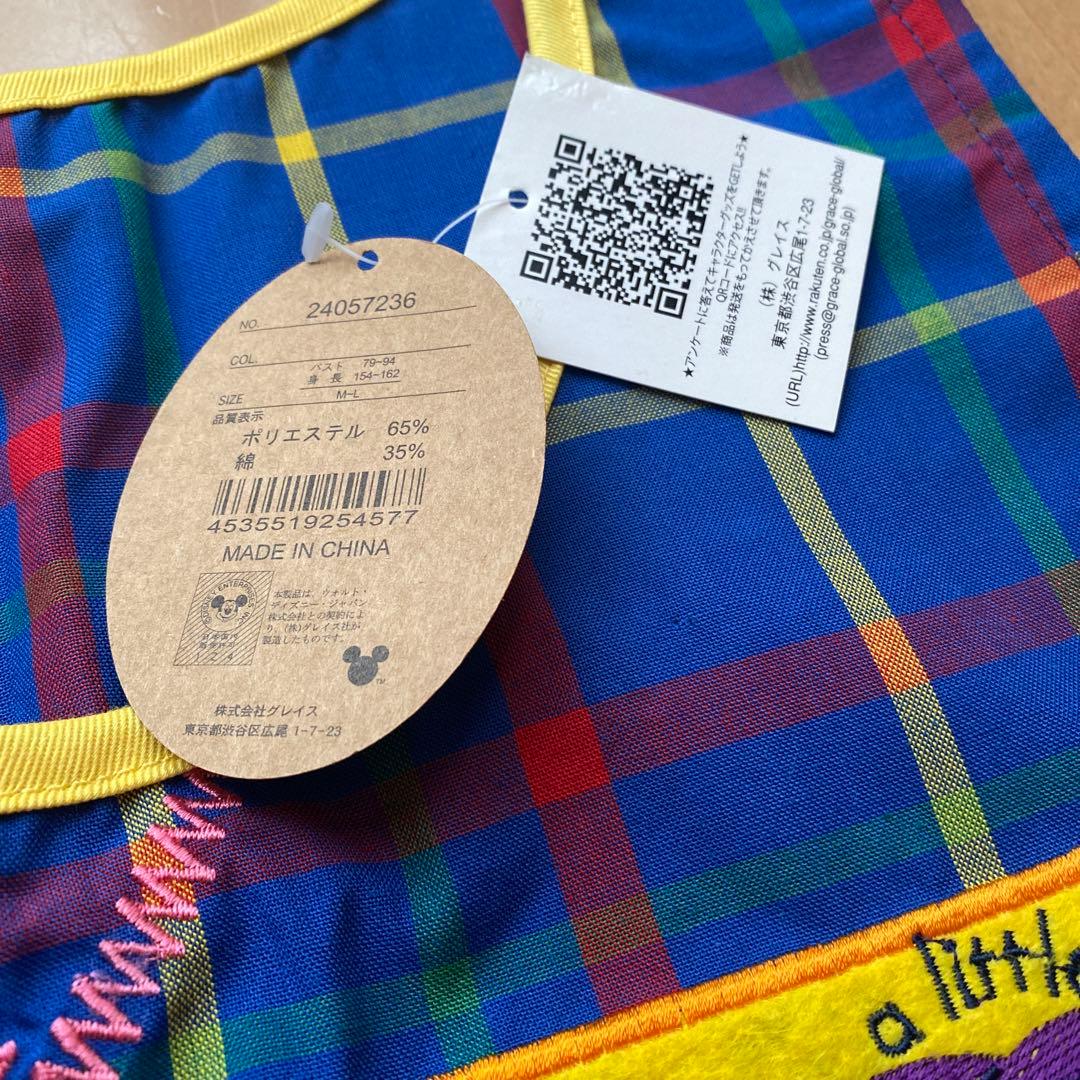 NO. 24057236
COL.
バスト 79~94
身長 154~162
SIZE M-L
品質表示
ポリエステル 65%
綿 35%
4535519254577
MADE IN CHINA
©DISNEY ENTERPRISES, INC.
24
本製品は、ウォルト・
ディズニー・ジャパン
株式会社との契約によ
り、(株)グレイス社が
製造したものです。
TM
株式会社グレイス
東京都渋谷区広尾 1-7-23
★アンケートに答えてキャラクターグッズをGETしよう★
QRコードにアクセス!!
※商品は発送をもってかえさせて頂きます。
(株) グレイス
東京都渋谷区広尾1-7-23
(URL)http://www.rakuten.co.jp/grace-global/
(press@grace-global.so.jp)
a little